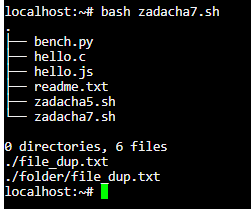 localhost:~# bash zadacha7.sh
.
├── bench.py
├── hello.c
├── hello.js
├── readme.txt
├── zadacha5.sh
└── zadacha7.sh

0 directories, 6 files
./file_dup.txt
./folder/file_dup.txt
localhost:~#